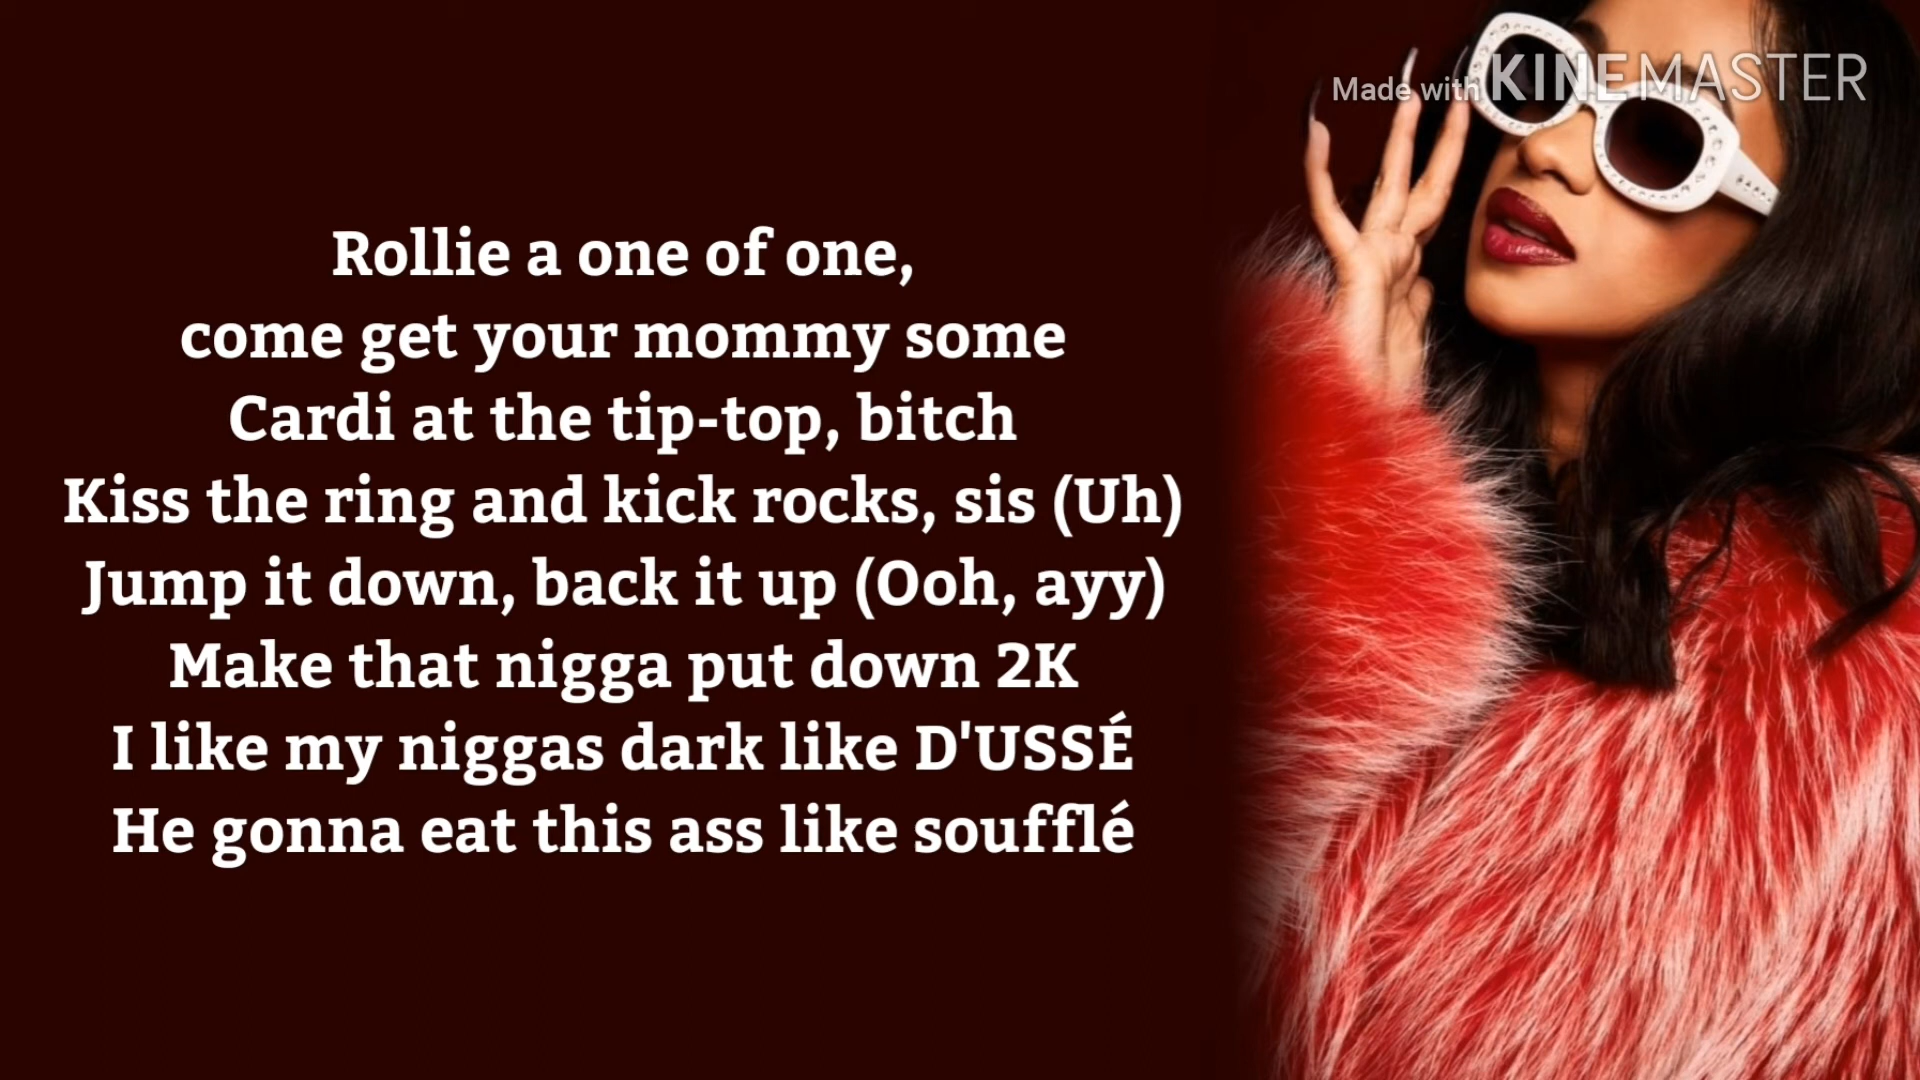 Made with KINEMASTER
Rollie a one of one,
come get your mommy some
Cardi at the tip-top, bitch
Kiss the ring and kick rocks, sis (Uh)
Jump it down, back it up (Ooh, ayy)
Make that nigga put down 2K
I like my niggas dark like D'USSÉ
He gonna eat this ass like soufflé